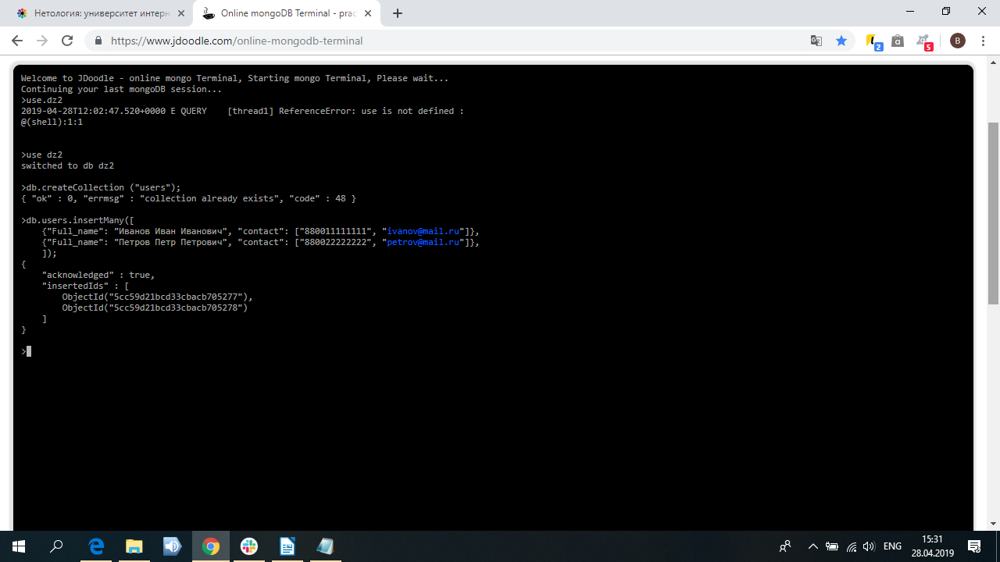 Нетология: университет интерн
Online mongoDB Terminal - prac
https://www.jdoodle.com/online-mongodb-terminal
2
a
5
B
Welcome to JDoodle - online mongo Terminal, Starting mongo Terminal, Please wait...
Continuing your last mongoDB session...
>use.dz2
2019-04-28T12:02:47.520+0000 E QUERY    [thread1] ReferenceError: use is not defined :
@(shell):1:1
>use dz2
switched to db dz2
>db.createCollection ("users");
{ "ok" : 0, "errmsg" : "collection already exists", "code" : 48 }
>db.users.insertMany([
    {"Full_name": "Иванов Иван Иванович", "contact": ["880011111111", "ivanov@mail.ru"]},
    {"Full_name": "Петров Петр Петрович", "contact": ["880022222222", "petrov@mail.ru"]},
    ]);
{
    "acknowledged" : true,
    "insertedIds" : [
        ObjectId("5cc59d21bcd33cbacb705277"),
        ObjectId("5cc59d21bcd33cbacb705278")
    ]
}
>
ENG
15:31
28.04.2019